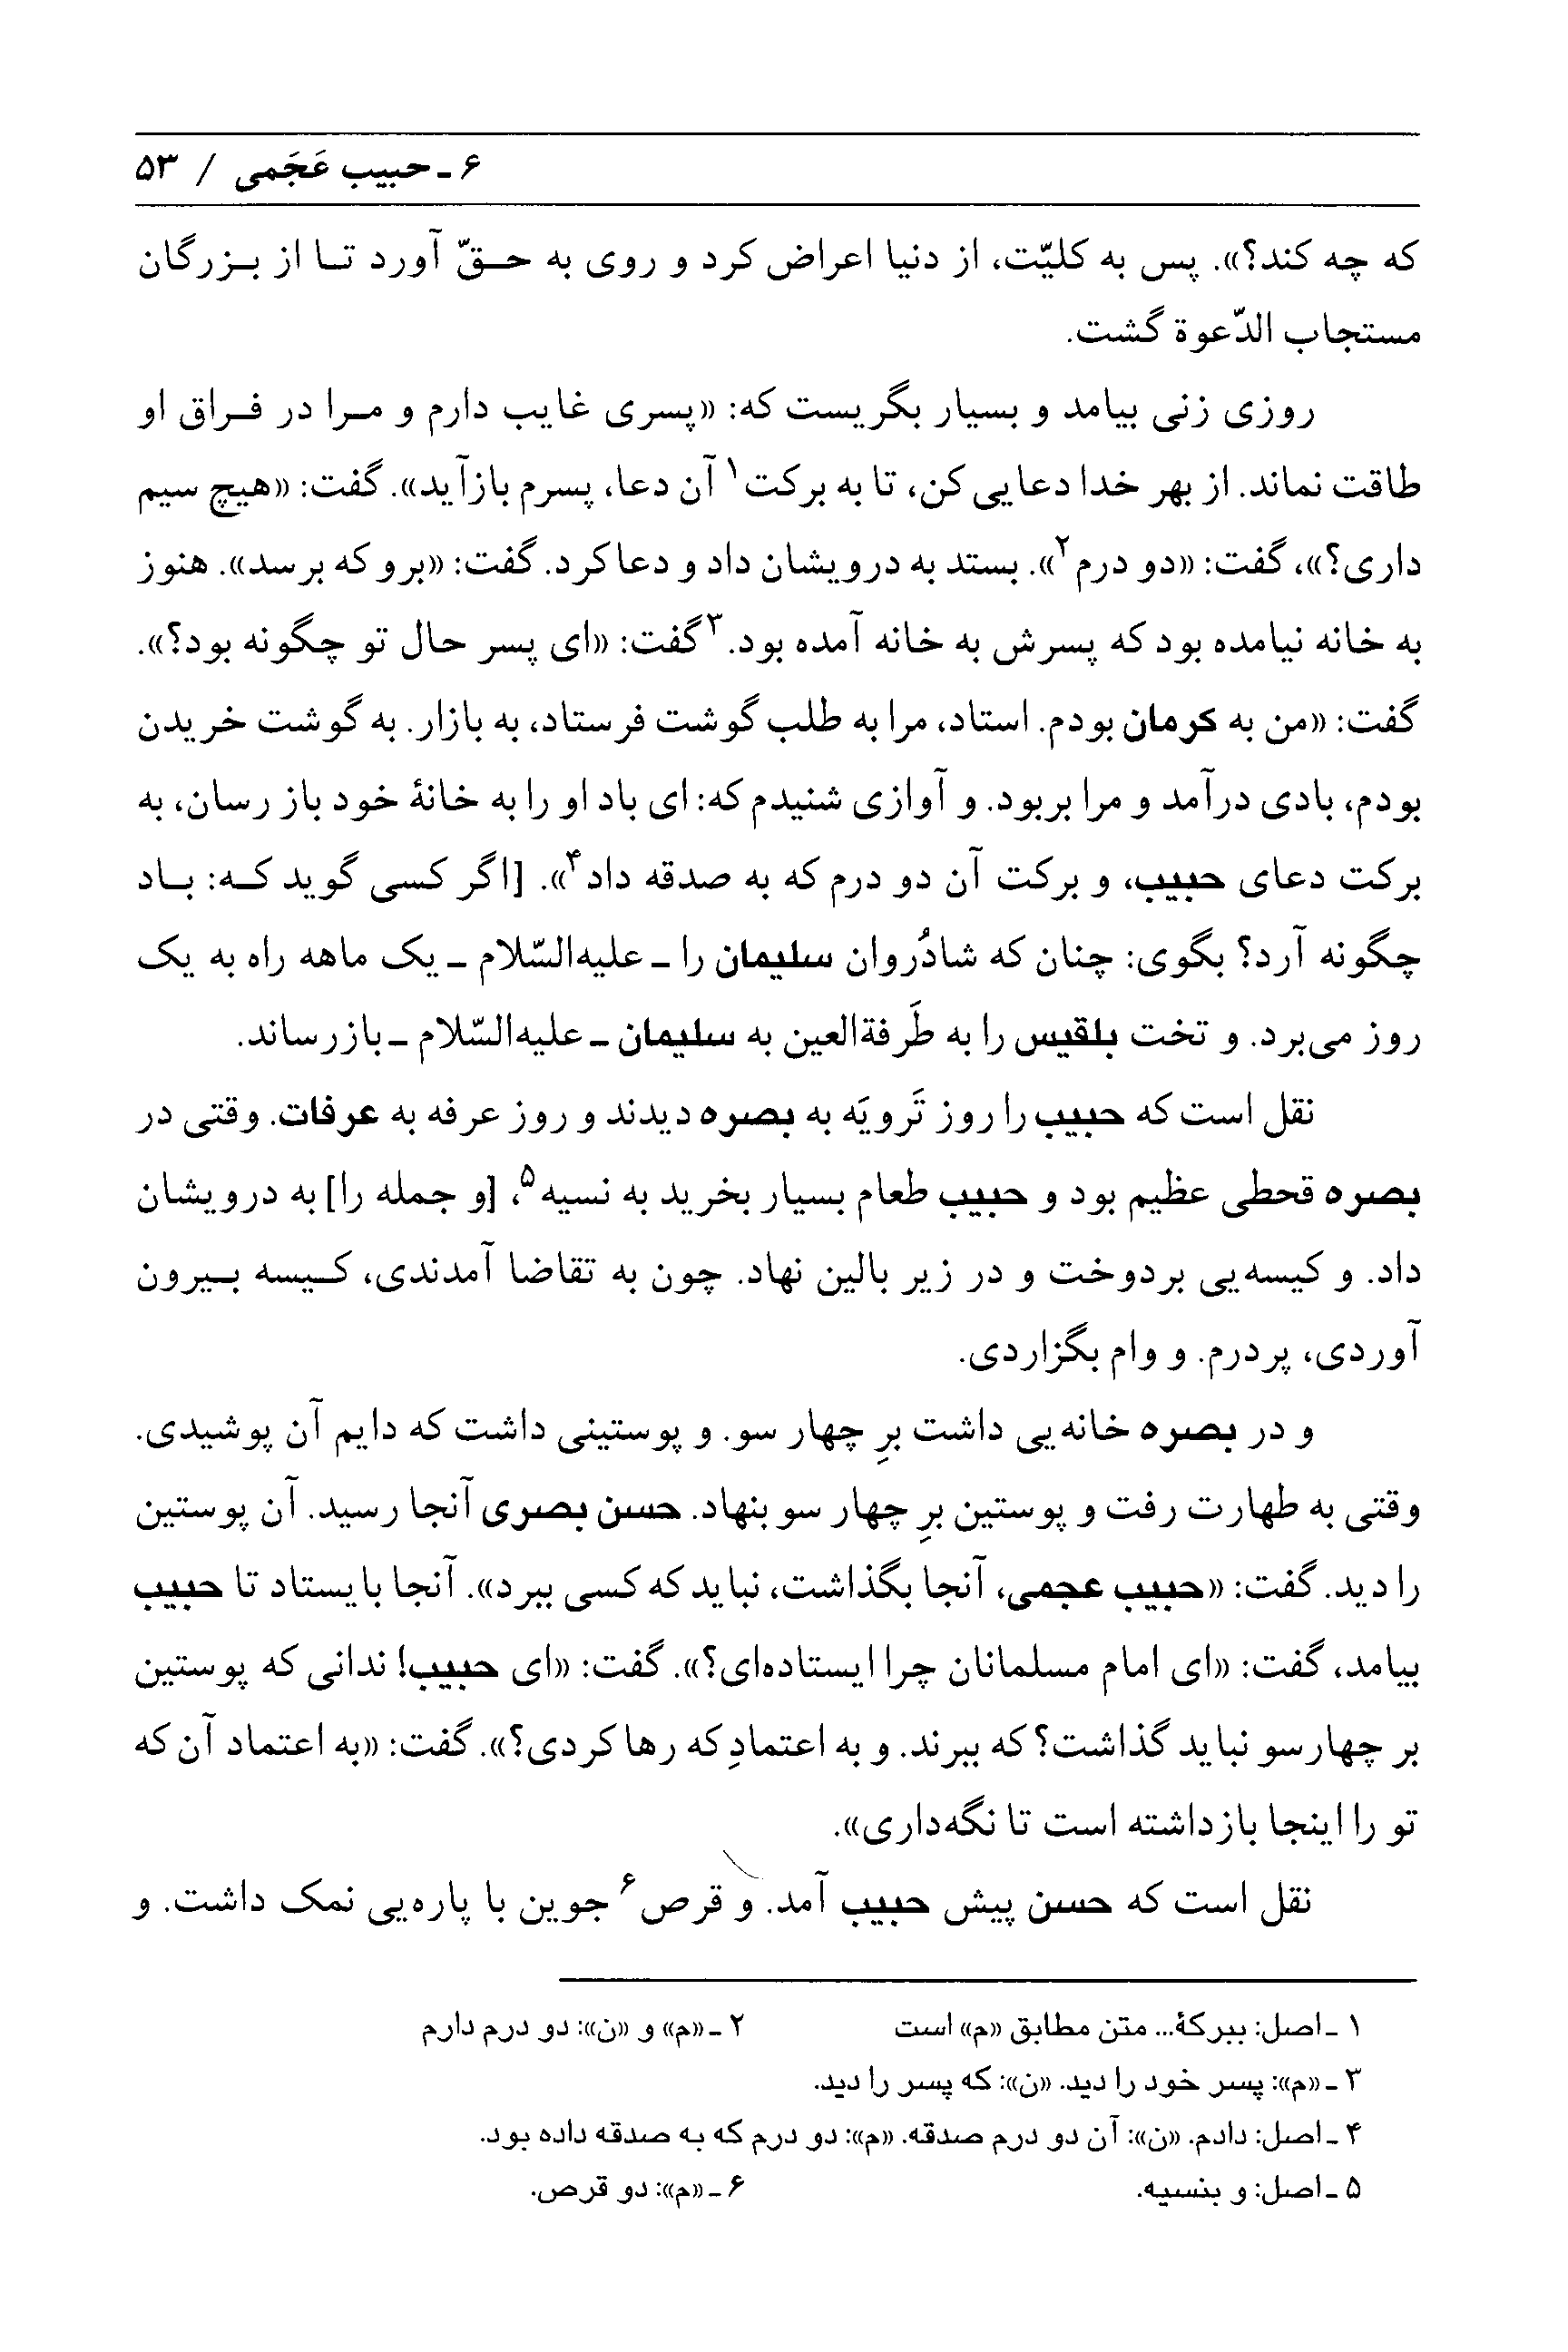 ۶ ـ حبیب عَجَمی / ۵۳
که چه کند؟». پس به کلیّت، از دنیا اعراض کرد و روی به حقّ آورد تا از بزرگان
مستجاب الدّعوة گشت.
روزی زنی بیامد و بسیار بگریست که: «پسری غایب دارم و مرا در فراق او
طاقت نماند. از بهر خدا دعایی کن، تا به برکت۱ آن دعا، پسرم بازآید». گفت: «هیچ سیم
داری؟»، گفت: «دو درم۲». بستد به درویشان داد و دعا کرد. گفت: «برو که برسد». هنوز
به خانه نیامده بود که پسرش به خانه آمده بود.۳ گفت: «ای پسر حال تو چگونه بود؟».
گفت: «من به کرمان بودم. استاد، مرا به طلب گوشت فرستاد، به بازار. به گوشت خریدن
بودم، بادی درآمد و مرا بربود. و آوازی شنیدم که: ای باد او را به خانهٔ خود باز رسان، به
برکت دعای حبیب، و برکت آن دو درم که به صدقه داد۴». [اگر کسی گوید که: باد
چگونه آرد؟ بگوی: چنان که شادُروان سلیمان را ـ علیه‌السّلام ـ یک ماهه راه به یک
روز می‌برد. و تخت بلقیس را به طَرفةالعین به سلیمان ـ علیه‌السّلام ـ بازرساند.
نقل است که حبیب را روز تَرویَه به بصره دیدند و روز عرفه به عرفات. وقتی در
بصره قحطی عظیم بود و حبیب طعام بسیار بخرید به نسیه۵، [و جمله را] به درویشان
داد. و کیسه‌یی بردوخت و در زیر بالین نهاد. چون به تقاضا آمدندی، کیسه بیرون
آوردی، پردرم. و وام بگزاردی.
و در بصره خانه‌یی داشت برِ چهار سو. و پوستینی داشت که دایم آن پوشیدی.
وقتی به طهارت رفت و پوستین برِ چهار سو بنهاد. حسن بصری آنجا رسید. آن پوستین
را دید. گفت: «حبیب عجمی، آنجا بگذاشت، نباید که کسی ببرد». آنجا بایستاد تا حبیب
بیامد، گفت: «ای امام مسلمانان چرا ایستاده‌ای؟». گفت: «ای حبیب! ندانی که پوستین
بر چهارسو نباید گذاشت؟ که ببرند. و به اعتمادِ که رها کردی؟». گفت: «به اعتماد آن که
تو را اینجا بازداشته است تا نگه‌داری».
نقل است که حسن پیش حبیب آمد. و قرص۶ جوین با پاره‌یی نمک داشت. و
۱ ـ اصل: ببرکهٔ... متن مطابق «م» است ۲ ـ «م» و «ن»: دو درم دارم
۳ ـ «م»: پسر خود را دید. «ن»: که پسر را دید.
۴ ـ اصل: دادم. «ن»: آن دو درم صدقه. «م»: دو درم که به صدقه داده بود.
۵ ـ اصل: و بنسیه. ۶ ـ «م»: دو قرص.